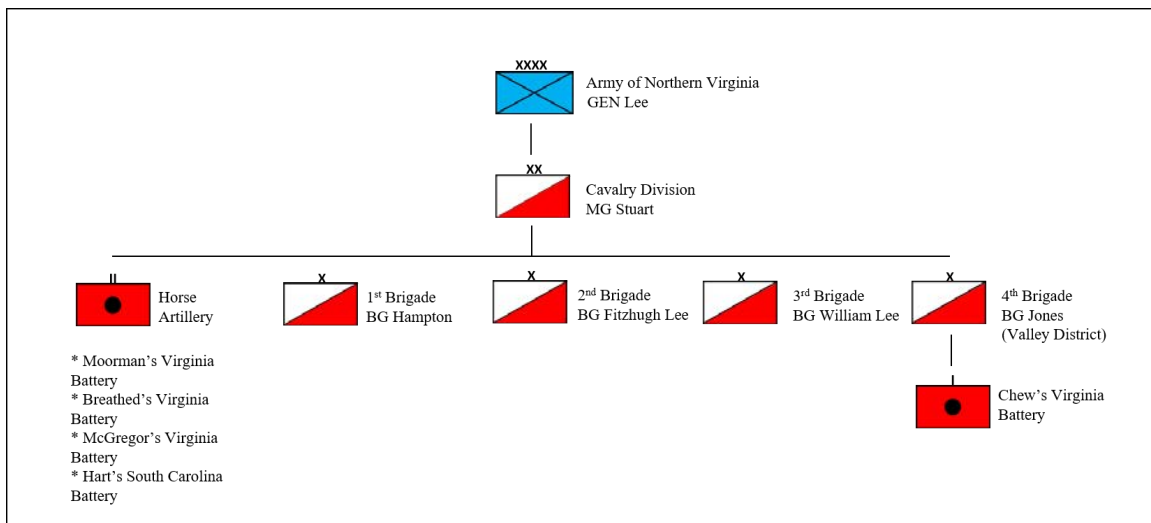 XXXX
Army of Northern Virginia
GEN Lee
XX
Cavalry Division
MG Stuart
II
Horse
Artillery
X
1st Brigade
BG Hampton
X
2nd Brigade
BG Fitzhugh Lee
X
3rd Brigade
BG William Lee
X
4th Brigade
BG Jones
(Valley District)
* Moorman’s Virginia
Battery
* Breathed’s Virginia
Battery
* McGregor’s Virginia
Battery
* Hart’s South Carolina
Battery
I
Chew’s Virginia
Battery